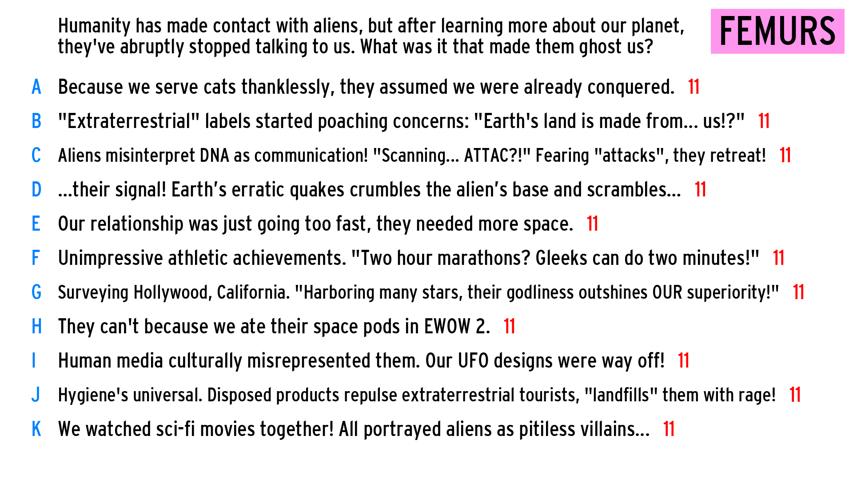 Humanity has made contact with aliens, but after learning more about our planet,
they've abruptly stopped talking to us. What was it that made them ghost us?
FEMURS
A Because we serve cats thanklessly, they assumed we were already conquered. 11
B "Extraterrestrial" labels started poaching concerns: "Earth's land is made from... us!?" 11
C Aliens misinterpret DNA as communication! "Scanning... ATTAC?!" Fearing "attacks", they retreat! 11
D ...their signal! Earth’s erratic quakes crumbles the alien’s base and scrambles... 11
E Our relationship was just going too fast, they needed more space. 11
F Unimpressive athletic achievements. "Two hour marathons? Gleeks can do two minutes!" 11
G Surveying Hollywood, California. "Harboring many stars, their godliness outshines OUR superiority!" 11
H They can't because we ate their space pods in EWOW 2. 11
I Human media culturally misrepresented them. Our UFO designs were way off! 11
J Hygiene's universal. Disposed products repulse extraterrestrial tourists, "landfills" them with rage! 11
K We watched sci-fi movies together! All portrayed aliens as pitiless villains... 11